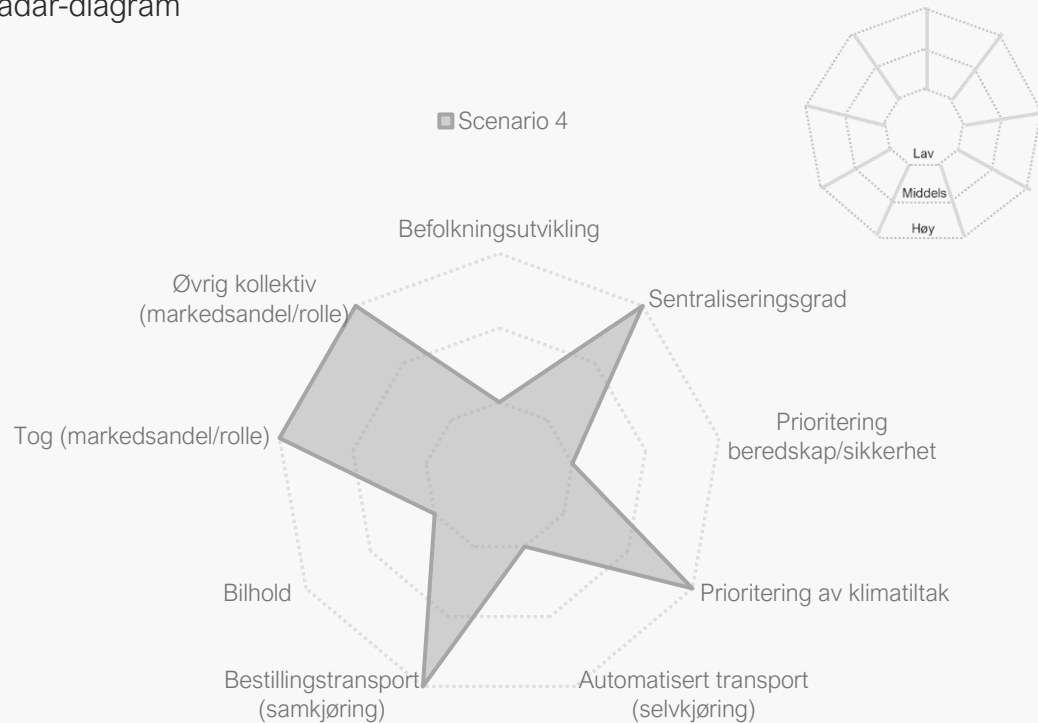 adar-diagram
Lav
Middels
Høy
Scenario 4
Befolkningsutvikling
Øvrig kollektiv
(markedsandel/rolle)
Sentraliseringsgrad
Prioritering
beredskap/sikkerhet
Tog (markedsandel/rolle)
Bilhold
Prioritering av klimatiltak
Bestillingstransport
(samkjøring)
Automatisert transport
(selvkjøring)